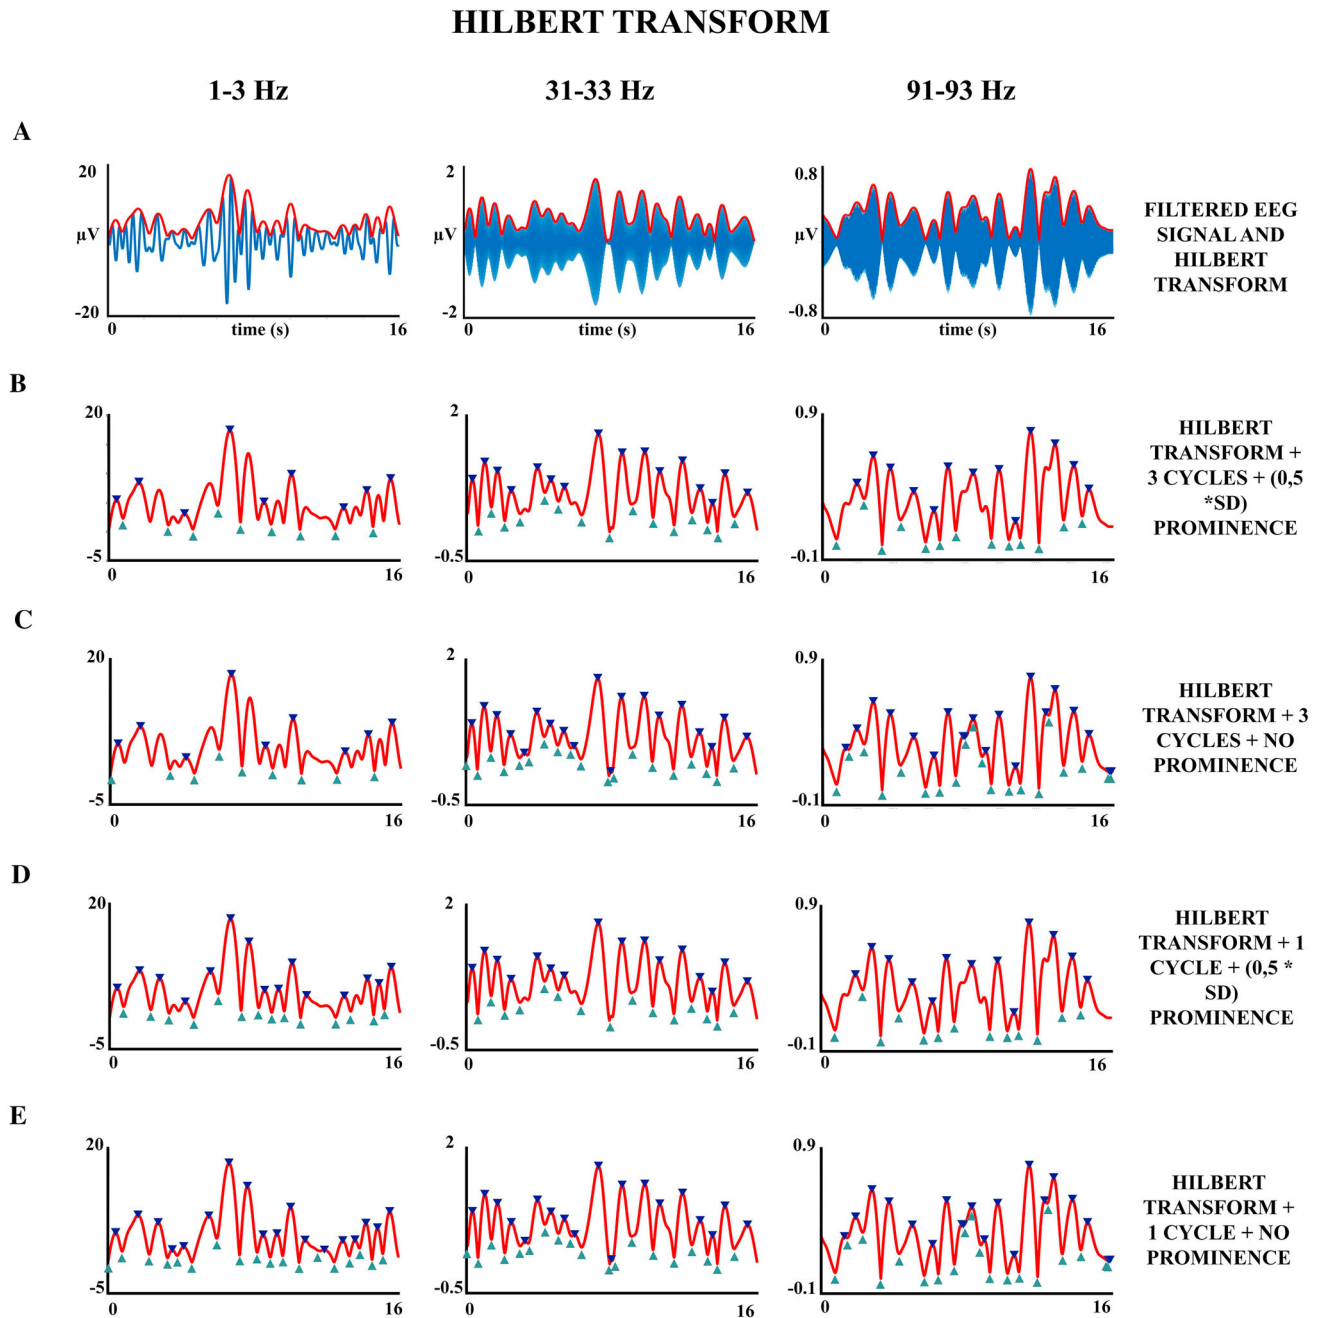 HILBERT TRANSFORM
1-3 Hz
31-33 Hz
91-93 Hz
A
20
µV
-20
0
time (s)
16
2
µV
-2
0
time (s)
16
0.8
µV
-0.8
0
time (s)
16
FILTERED EEG
SIGNAL AND
HILBERT
TRANSFORM
B
20
-5
0
16
2
-0.5
0
16
0.9
-0.1
0
16
HILBERT
TRANSFORM +
3 CYCLES + (0,5
*SD)
PROMINENCE
C
20
-5
0
16
2
-0.5
0
16
0.9
-0.1
0
16
HILBERT
TRANSFORM + 3
CYCLES + NO
PROMINENCE
D
20
-5
0
16
2
-0.5
0
16
0.9
-0.1
0
16
HILBERT
TRANSFORM + 1
CYCLE + (0,5 *
SD)
PROMINENCE
E
20
-5
0
16
2
-0.5
0
16
0.9
-0.1
0
16
HILBERT
TRANSFORM +
1 CYCLE + NO
PROMINENCE